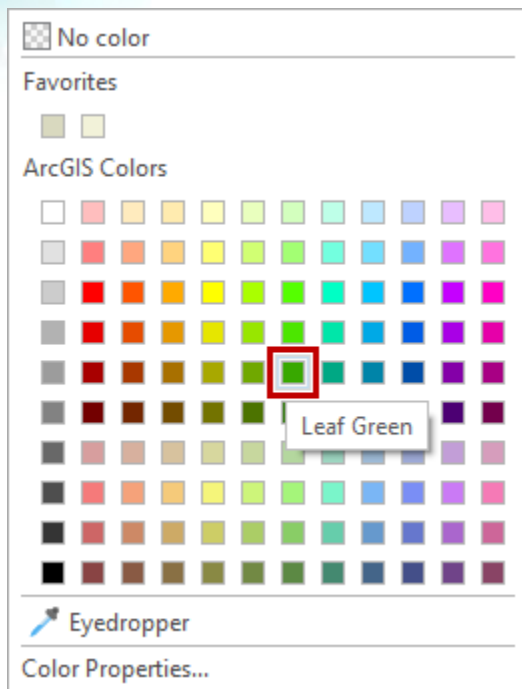 No color
Favorites
ArcGIS Colors
Leaf Green
Eyedropper
Color Properties...